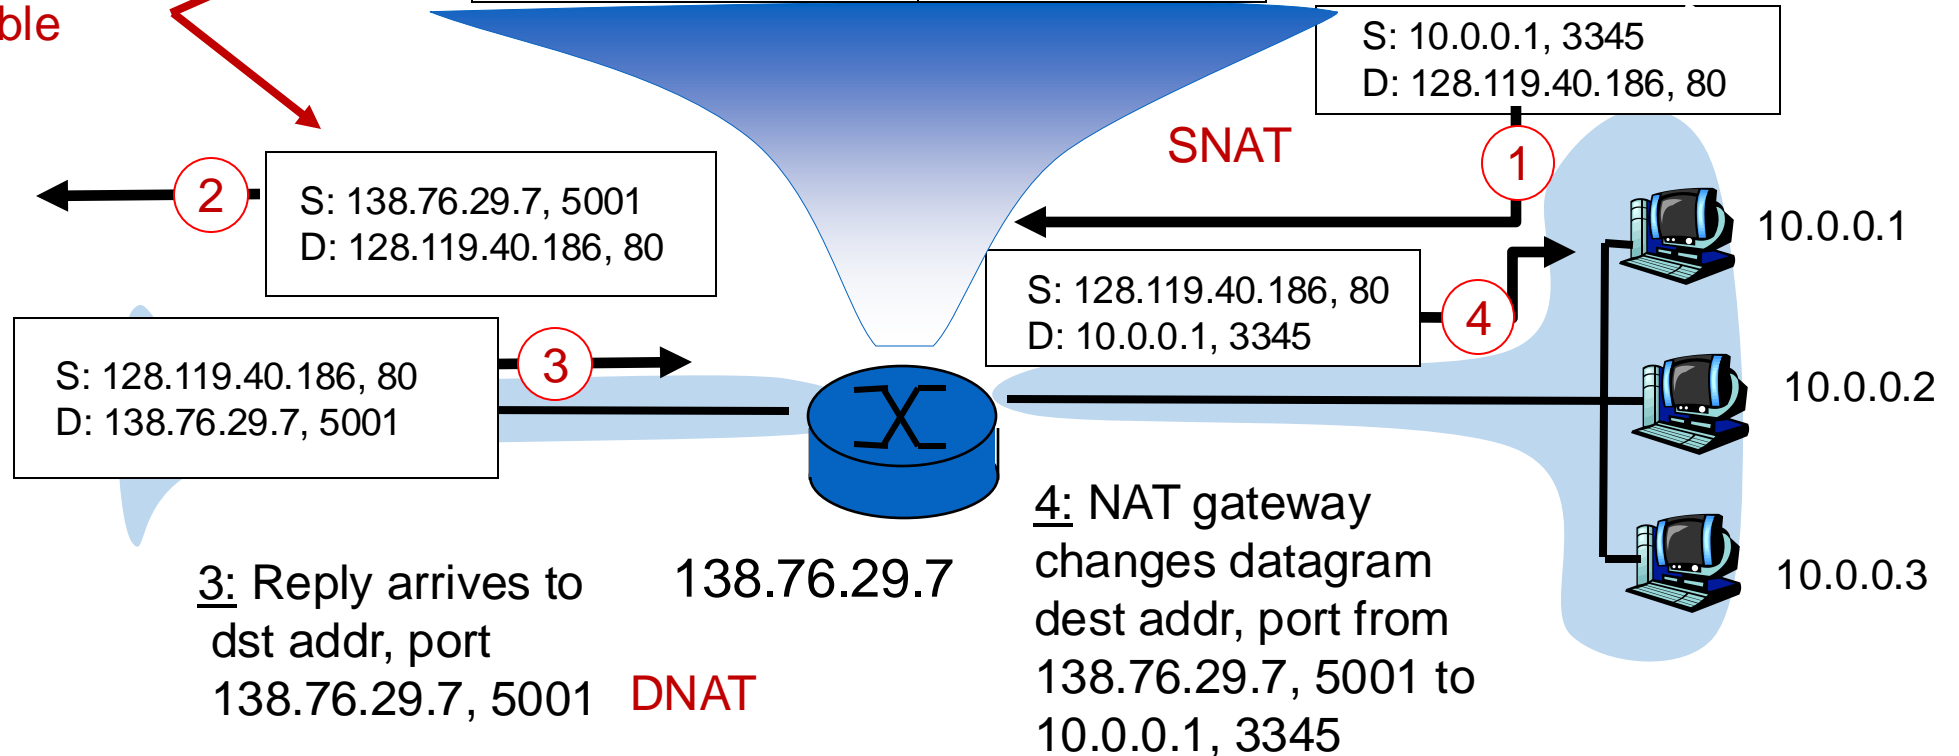 ble
S: 10.0.0.1, 3345
D: 128.119.40.186, 80
SNAT
1
2
S: 138.76.29.7, 5001
D: 128.119.40.186, 80
10.0.0.1
S: 128.119.40.186, 80
D: 10.0.0.1, 3345
4
3
S: 128.119.40.186, 80
D: 138.76.29.7, 5001
10.0.0.2
10.0.0.3
138.76.29.7
3: Reply arrives to
dst addr, port
138.76.29.7, 5001
DNAT
4: NAT gateway
changes datagram
dest addr, port from
138.76.29.7, 5001 to
10.0.0.1, 3345